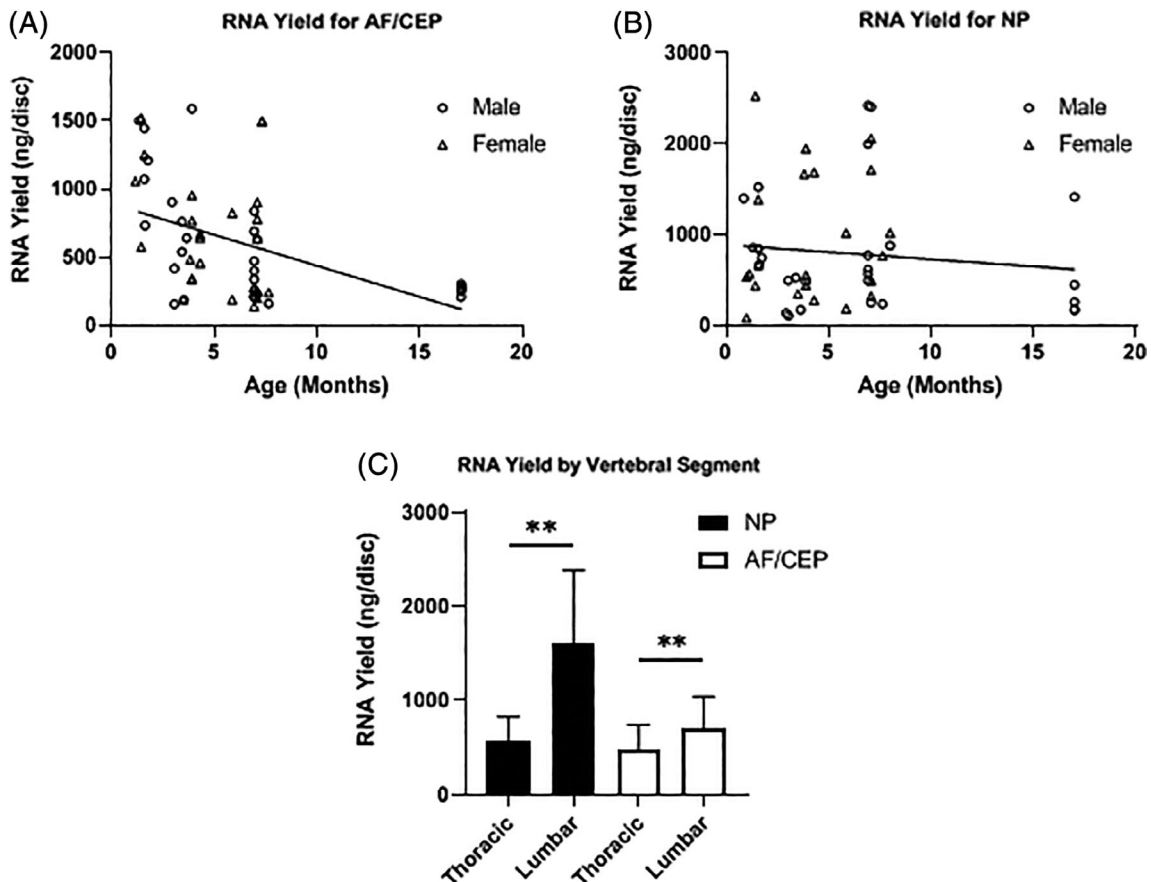 (A)
RNA Yield for AF/CEP
RNA Yield (ng/disc)
2000
1500
1000
500
0
Male
Female
0 5 10 15 20
Age (Months)
(B)
RNA Yield for NP
RNA Yield (ng/disc)
3000
2000
1000
0
Male
Female
0 5 10 15 20
Age (Months)
(C)
RNA Yield by Vertebral Segment
RNA Yield (ng/disc)
3000
2000
1000
0
**
**
NP
AF/CEP
Thoracic
Lumbar
Thoracic
Lumbar